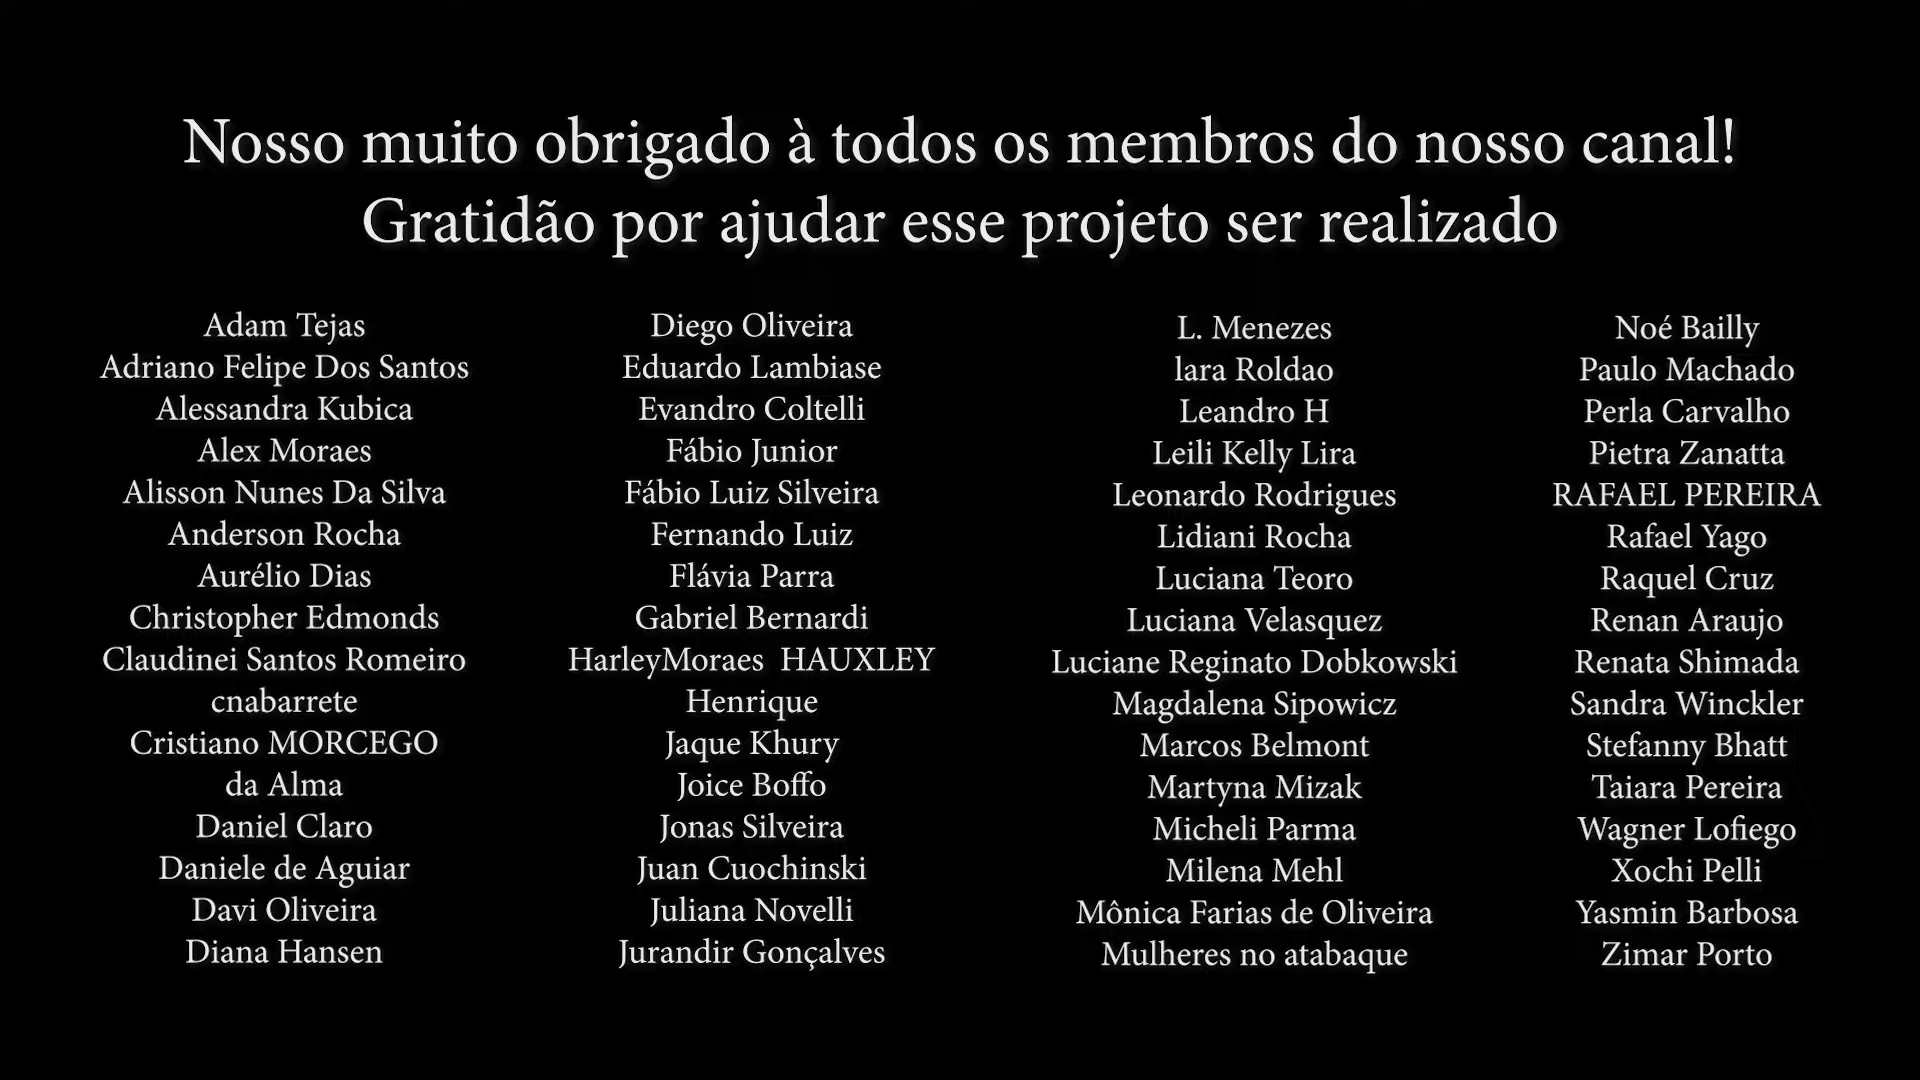 Nosso muito obrigado à todos os membros do nosso canal!
Gratidão por ajudar esse projeto ser realizado
Adam Tejas
Adriano Felipe Dos Santos
Alessandra Kubica
Alex Moraes
Alisson Nunes Da Silva
Anderson Rocha
Aurélio Dias
Christopher Edmonds
Claudinei Santos Romeiro
cnabarrete
Cristiano MORCEGO
da Alma
Daniel Claro
Daniele de Aguiar
Davi Oliveira
Diana Hansen
Diego Oliveira
Eduardo Lambiase
Evandro Coltelli
Fábio Junior
Fábio Luiz Silveira
Fernando Luiz
Flávia Parra
Gabriel Bernardi
HarleyMoraes  HAUXLEY
Henrique
Jaque Khury
Joice Boffo
Jonas Silveira
Juan Cuochinski
Juliana Novelli
Jurandir Gonçalves
L. Menezes
lara Roldao
Leandro H
Leili Kelly Lira
Leonardo Rodrigues
Lidiani Rocha
Luciana Teoro
Luciana Velasquez
Luciane Reginato Dobkowski
Magdalena Sipowicz
Marcos Belmont
Martyna Mizak
Micheli Parma
Milena Mehl
Mônica Farias de Oliveira
Mulheres no atabaque
Noé Bailly
Paulo Machado
Perla Carvalho
Pietra Zanatta
RAFAEL PEREIRA
Rafael Yago
Raquel Cruz
Renan Araujo
Renata Shimada
Sandra Winckler
Stefanny Bhatt
Taiara Pereira
Wagner Lofiego
Xochi Pelli
Yasmin Barbosa
Zimar Porto